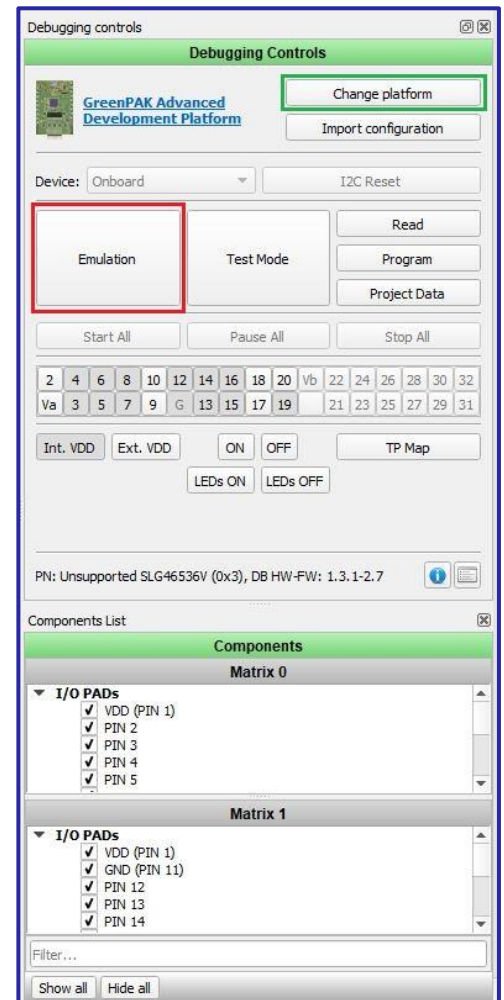 Debugging controls
Debugging Controls
GreenPAK Advanced
Development Platform
Change platform
Import configuration
Device: Onboard
I2C Reset
Emulation
Test Mode
Read
Program
Project Data
Start All
Pause All
Stop All
2 4 6 8 10 12 14 16 18 20 Vb 22 24 26 28 30 32
Va 3 5 7 9 G 13 15 17 19 21 23 25 27 29 31
Int. VDD Ext. VDD ON OFF TP Map
LEDs ON LEDs OFF
PN: Unsupported SLG46536V (0x3), DB HW-FW: 1.3.1-2.7
Components List
Components
Matrix 0
I/O PADs
VDD (PIN 1)
PIN 2
PIN 3
PIN 4
PIN 5
Matrix 1
I/O PADs
VDD (PIN 1)
GND (PIN 11)
PIN 12
PIN 13
PIN 14
Filter...
Show all Hide all